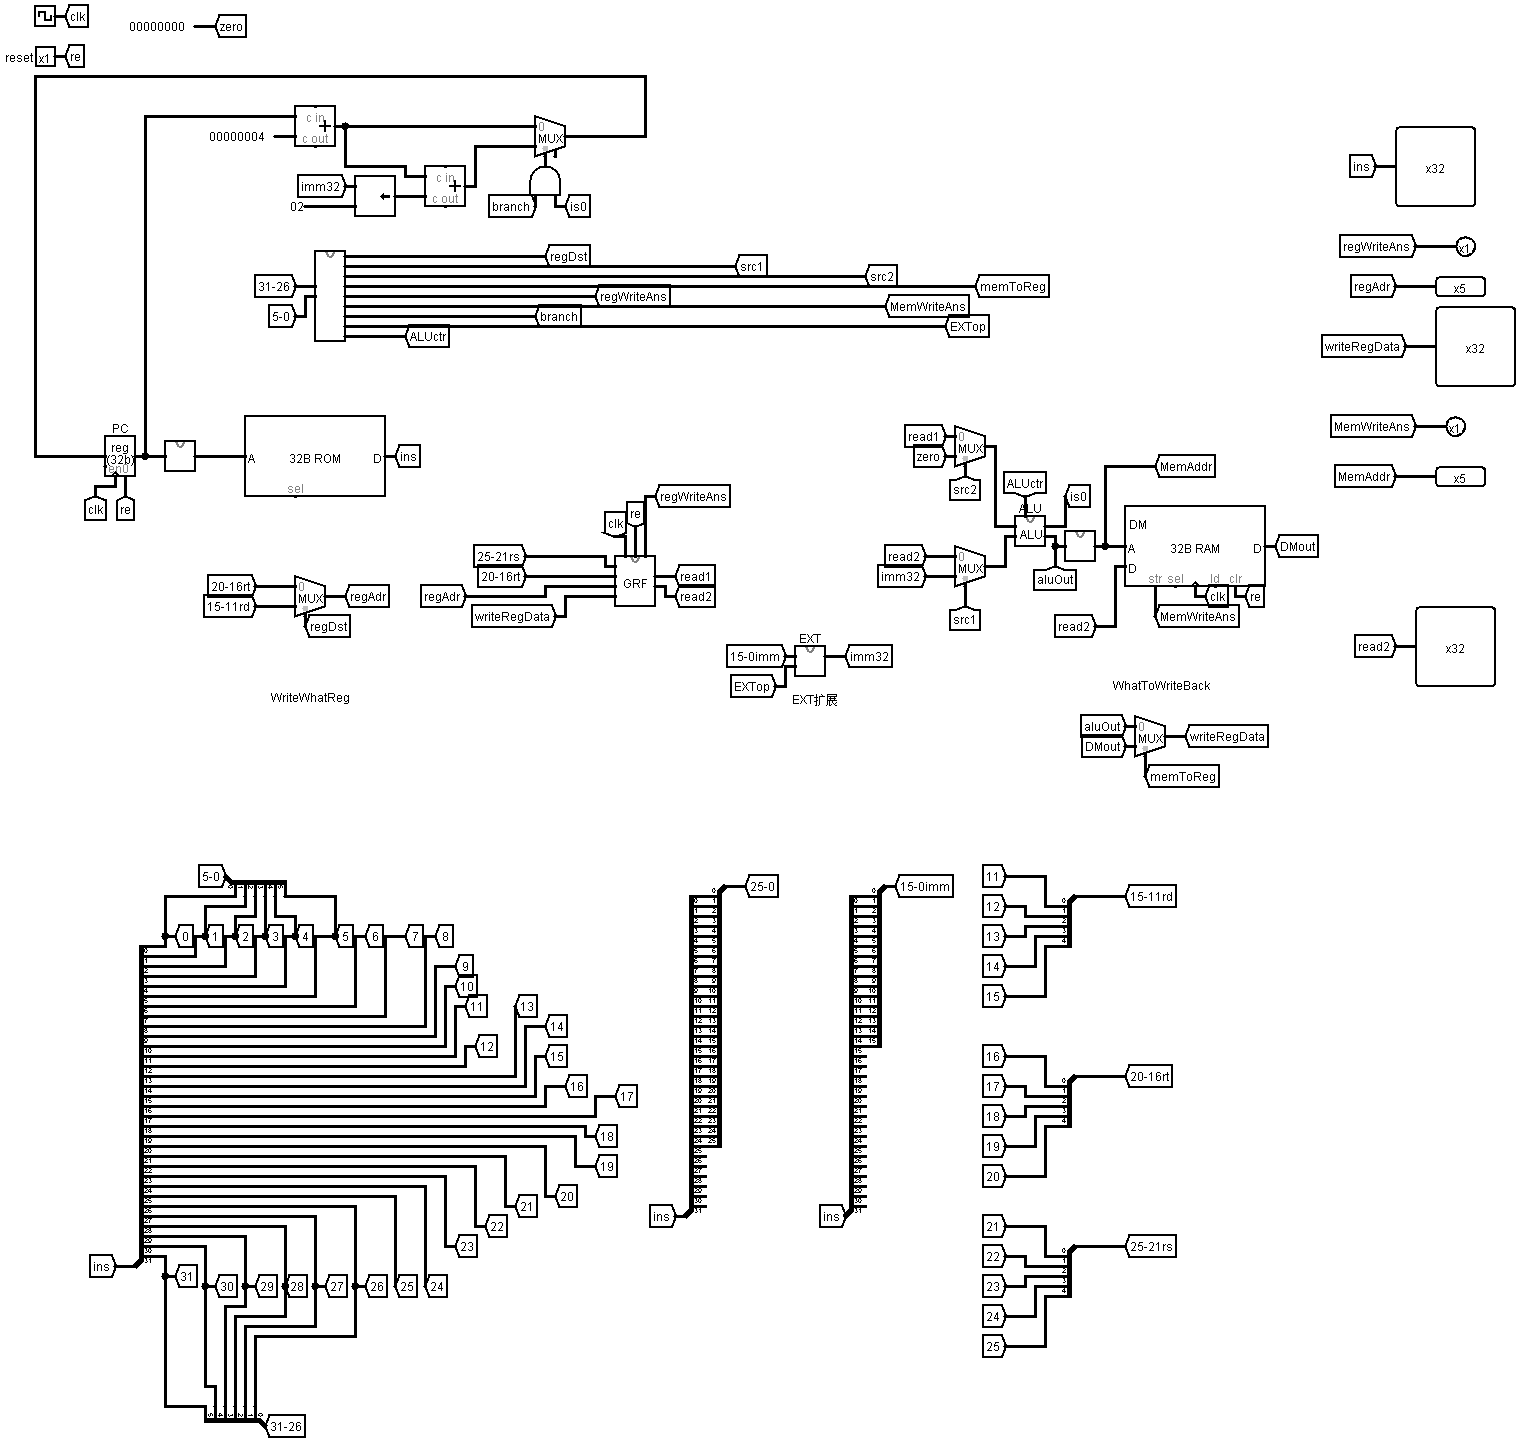 clk
00000000
zero
reset
x1
re
c in
c out
+
00000004
0
MUX
imm32
02
c in
c out
+
branch
is0
ins
x32
regWriteAns
x1
regAdr
x5
writeRegData
x32
MemWriteAns
x1
MemAddr
x5
read2
x32
31-26
5-0
regDst
src1
src2
memToReg
regWriteAns
MemWriteAns
branch
EXTop
ALUctr
PC
reg
(32b)
en0
clk
re
A
32B ROM
D
sel
ins
20-16rt
15-11rd
0
MUX
regAdr
regDst
WriteWhatReg
regWriteAns
re
clk
25-21rs
20-16rt
regAdr
writeRegData
GRF
read1
read2
EXT
15-0imm
imm32
EXTop
EXT扩展
read1
zero
0
MUX
src2
ALUctr
ALU
ALU
is0
read2
imm32
0
MUX
src1
aluOut
MemAddr
DM
A
D
32B RAM
D
str sel
ld clr
DMout
clk
re
MemWriteAns
read2
WhatToWriteBack
aluOut
DMout
0
MUX
writeRegData
memToReg
5-0
0
1
2
3
4
5
6
7
8
9
10
11
12
13
14
15
16
17
18
19
20
21
22
23
ins
31
30
29
28
27
26
25
24
31-26
25-0
ins
15-0imm
ins
11
12
13
14
15
15-11rd
16
17
18
19
20
20-16rt
21
22
23
24
25
25-21rs